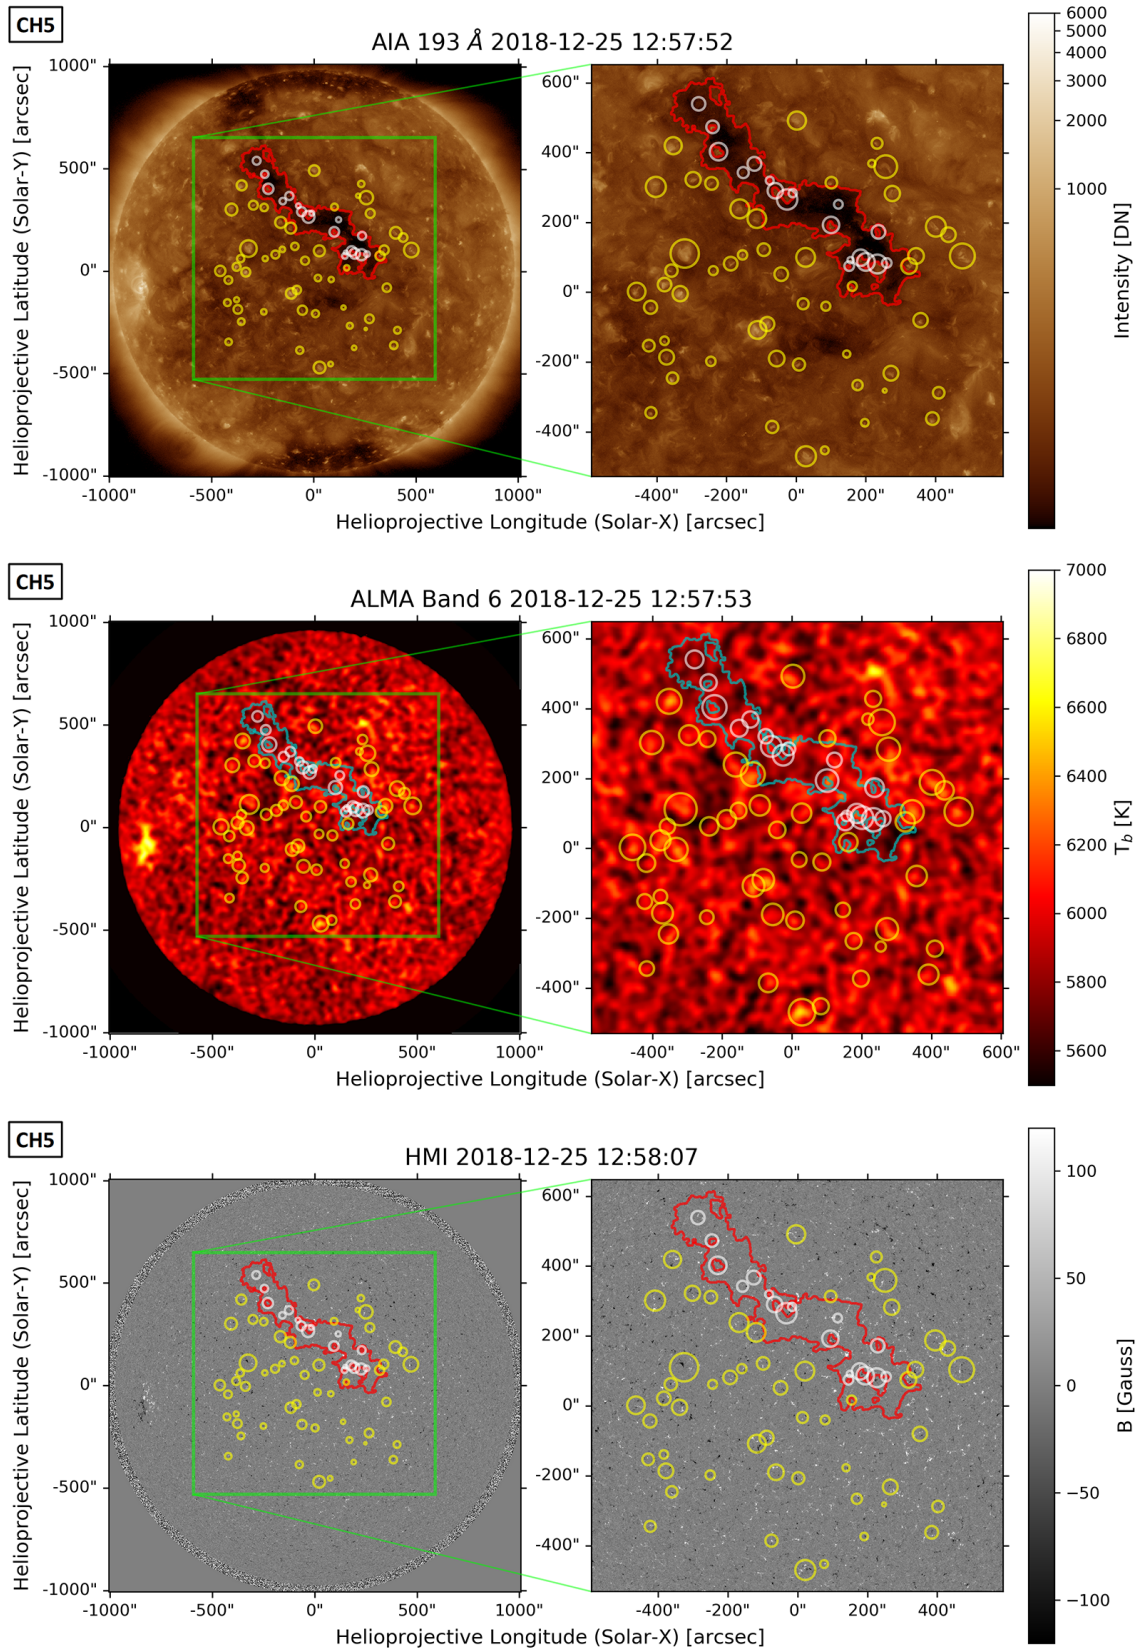 CH5
AIA 193 Å 2018-12-25 12:57:52
Helioprojective Latitude (Solar-Y) [arcsec]
1000"
500"
0"
-500"
-1000"
-1000" -500" 0" 500" 1000"
Helioprojective Longitude (Solar-X) [arcsec]
600"
400"
200"
0"
-200"
-400"
-400" -200" 0" 200" 400"
6000
5000
4000
3000
2000
1000
Intensity [DN]
CH5
ALMA Band 6 2018-12-25 12:57:53
Helioprojective Latitude (Solar-Y) [arcsec]
1000"
500"
0"
-500"
-1000"
-1000" -500" 0" 500" 1000"
Helioprojective Longitude (Solar-X) [arcsec]
600"
400"
200"
0"
-200"
-400"
-400" -200" 0" 200" 400" 600"
7000
6800
6600
6400
6200
6000
5800
5600
Tb [K]
CH5
HMI 2018-12-25 12:58:07
Helioprojective Latitude (Solar-Y) [arcsec]
1000"
500"
0"
-500"
-1000"
-1000" -500" 0" 500" 1000"
Helioprojective Longitude (Solar-X) [arcsec]
600"
400"
200"
0"
-200"
-400"
-400" -200" 0" 200" 400"
100
50
0
−50
−100
B [Gauss]